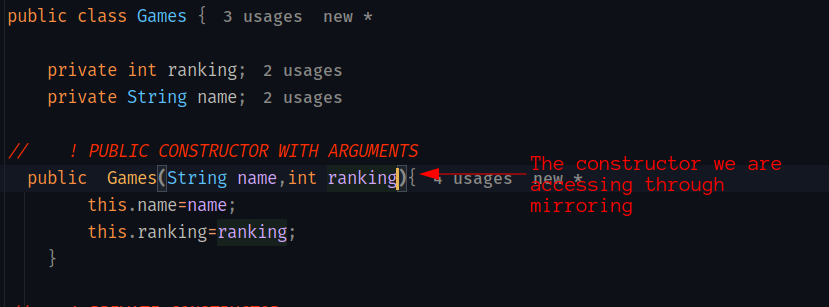 public class Games {  3 usages  new *
private int ranking;  2 usages
private String name;  2 usages
//    ! PUBLIC CONSTRUCTOR WITH ARGUMENTS
public  Games(String name,int ranking){  4 usages  new *
The constructor we are
accessing through
mirroring
this.name=name;
this.ranking=ranking;
}